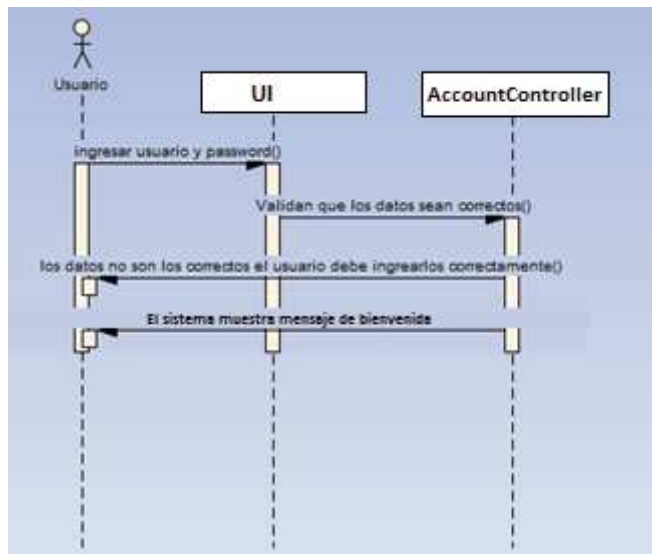 Usuario
UI
AccountController
ingresar usuario y password()
Validan que los datos sean correctos()
los datos no son los correctos el usuario debe ingrearlos correctamente()
El sistema muestra mensaje de bienvenida